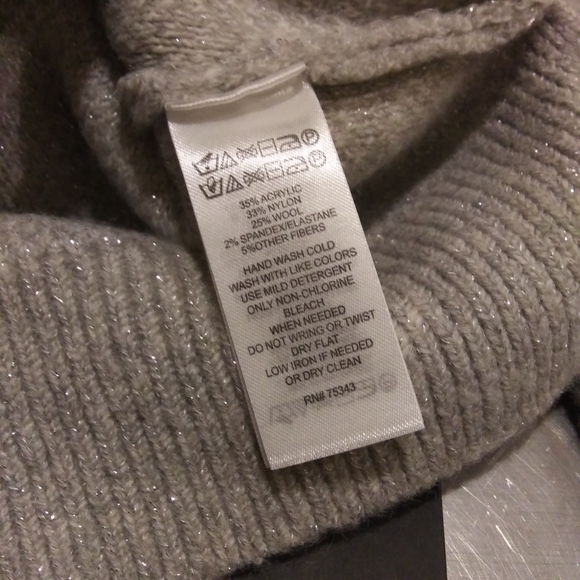 35% ACRYLIC
33% NYLON
25% WOOL
2% SPANDEX/ELASTANE
5%OTHER FIBERS
HAND WASH COLD
WASH WITH LIKE COLORS
USE MILD DETERGENT
ONLY NON-CHLORINE
BLEACH
WHEN NEEDED
DO NOT WRING OR TWIST
DRY FLAT
LOW IRON IF NEEDED
OR DRY CLEAN
RN# 75343